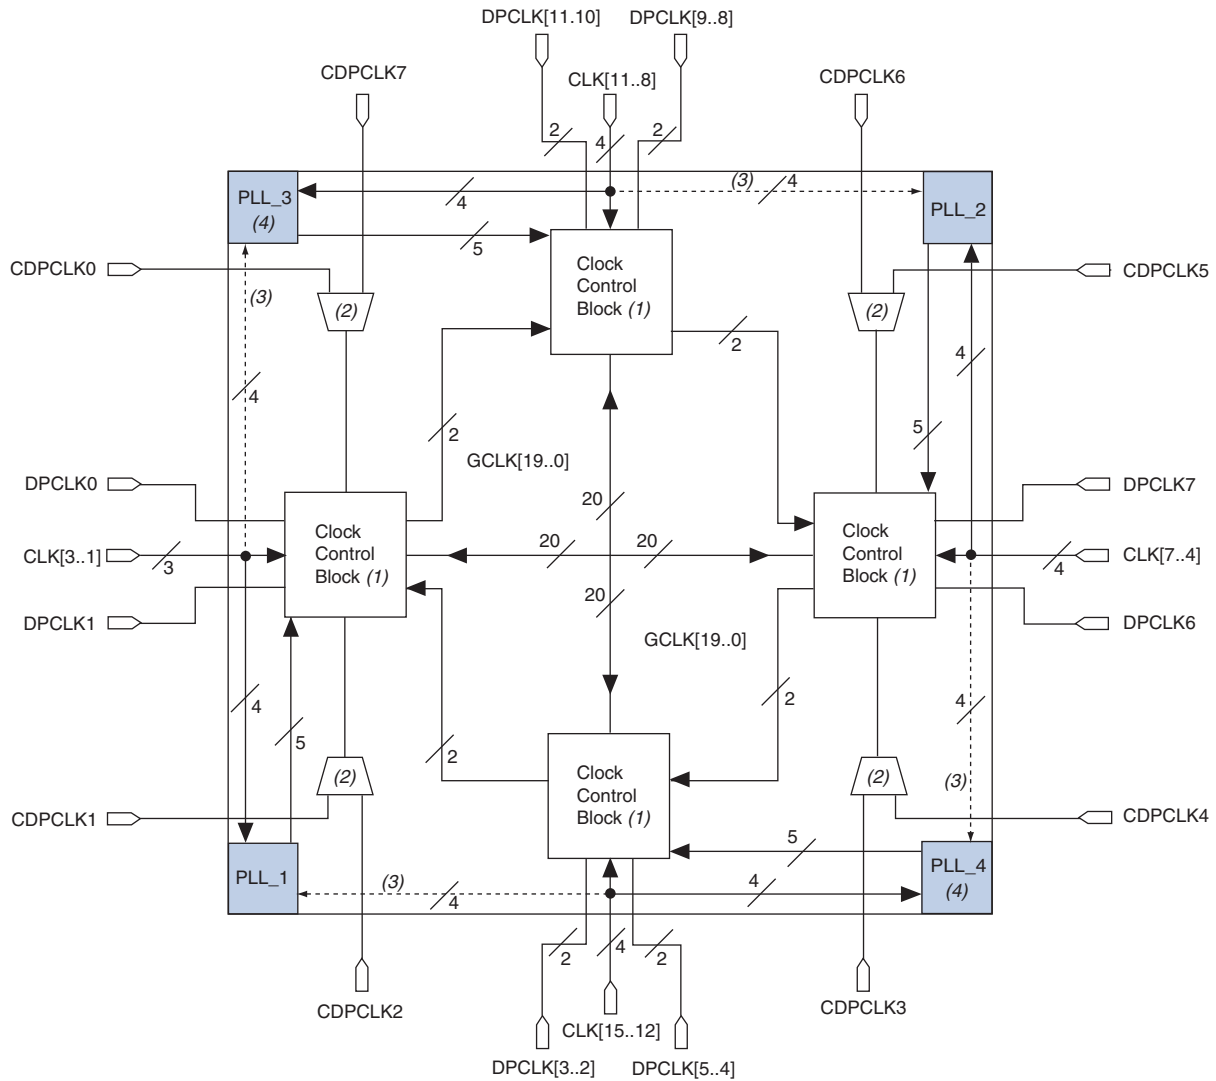 DPCLK[11.10] DPCLK[9..8]
CDPCLK7 CLK[11..8] CDPCLK6
2 4 2
PLL_3
(4)
4
(3) 4
PLL_2
5
CDPCLK0
(3)
(2)
Clock
Control
Block (1)
(2)
CDPCLK5
2
4
4
2
GCLK[19..0]
5
DPCLK0
20
DPCLK7
CLK[3..1]
3
Clock
Control
Block (1)
20 20
Clock
Control
Block (1)
4
CLK[7..4]
DPCLK1
20
DPCLK6
GCLK[19..0]
4
5
2
2
4
(2)
Clock
Control
Block (1)
(2)
(3)
CDPCLK1
CDPCLK4
5
PLL_1
(3)
4
4
PLL_4
(4)
2 4 2
CDPCLK2
CLK[15..12]
CDPCLK3
DPCLK[3..2] DPCLK[5..4]